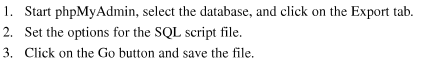 1. Start phpMyAdmin, select the database, and click on the Export tab.
2. Set the options for the SQL script file.
3. Click on the Go button and save the file.